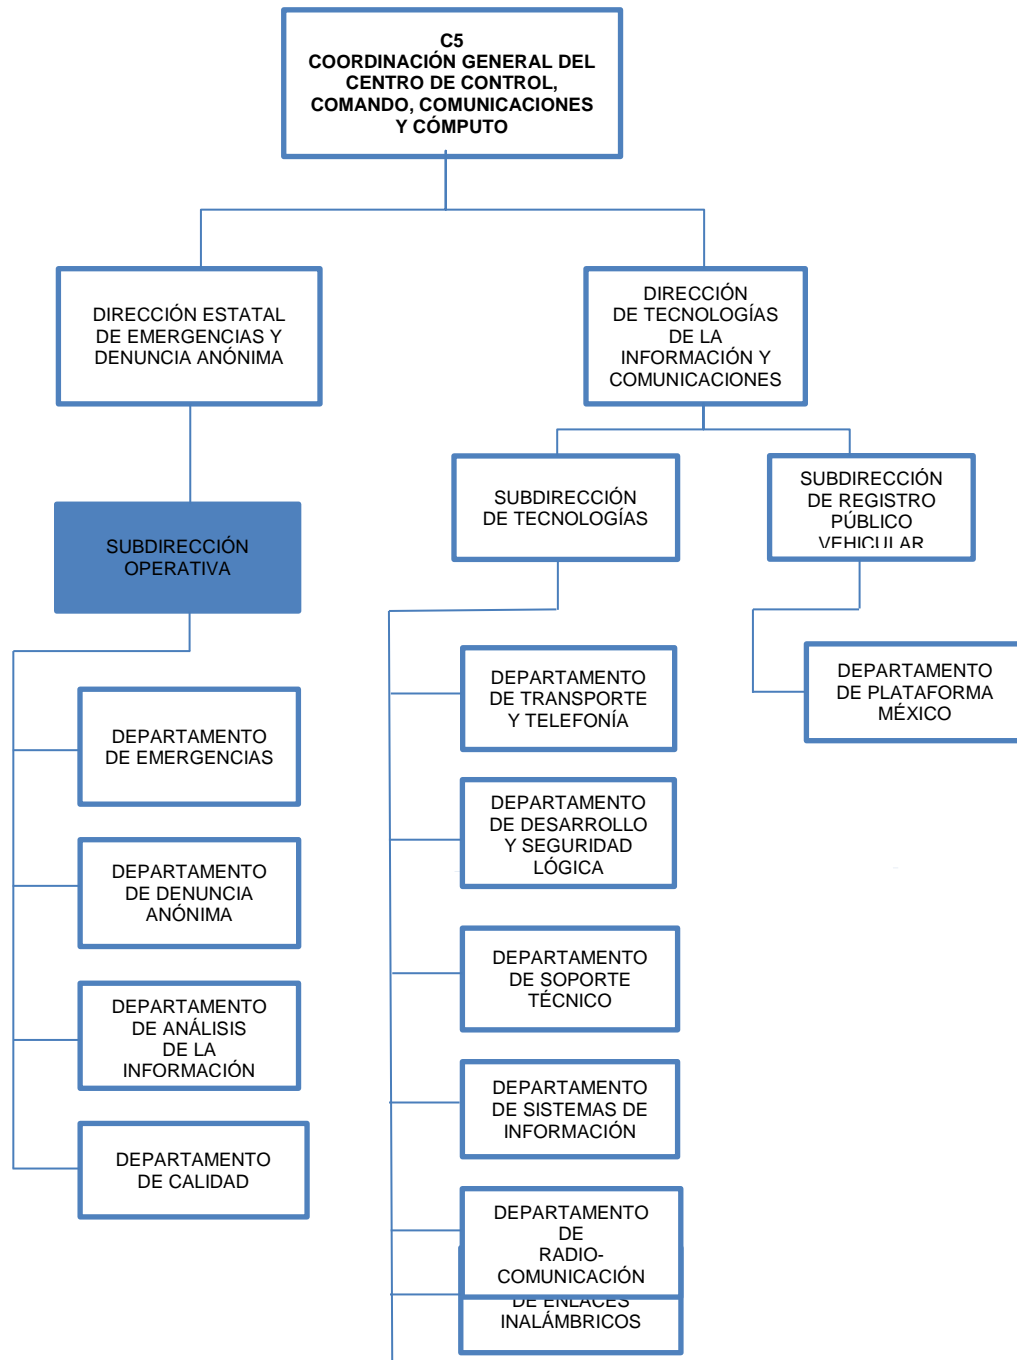 C5
COORDINACIÓN GENERAL DEL
CENTRO DE CONTROL,
COMANDO, COMUNICACIONES
Y CÓMPUTO
DIRECCIÓN ESTATAL
DE EMERGENCIAS Y
DENUNCIA ANÓNIMA
DIRECCIÓN
DE TECNOLOGÍAS
DE LA
INFORMACIÓN Y
COMUNICACIONES
SUBDIRECCIÓN
OPERATIVA
SUBDIRECCIÓN
DE TECNOLOGÍAS
SUBDIRECCIÓN
DE REGISTRO
PÚBLICO
VEHICULAR
DEPARTAMENTO
DE EMERGENCIAS
DEPARTAMENTO
DE DENUNCIA
ANÓNIMA
DEPARTAMENTO
DE ANÁLISIS
DE LA
INFORMACIÓN
DEPARTAMENTO
DE CALIDAD
DEPARTAMENTO
DE TRANSPORTE
Y TELEFONÍA
DEPARTAMENTO
DE DESARROLLO
Y SEGURIDAD
LÓGICA
DEPARTAMENTO
DE SOPORTE
TÉCNICO
DEPARTAMENTO
DE SISTEMAS DE
INFORMACIÓN
DEPARTAMENTO
DE
RADIO-
COMUNICACIÓN
DE ENLACES
INALÁMBRICOS
DEPARTAMENTO
DE PLATAFORMA
MÉXICO